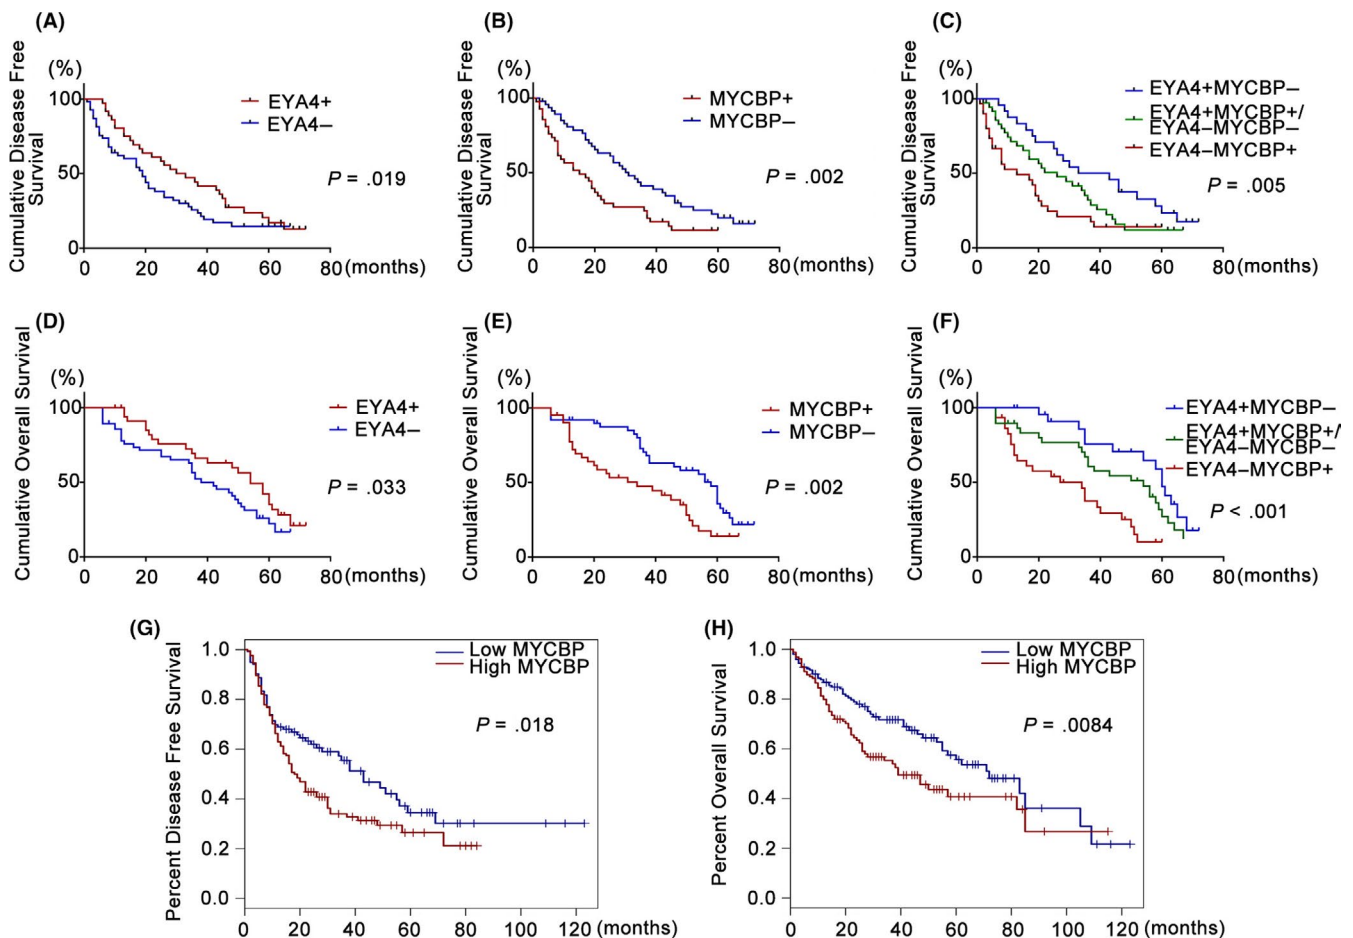 (A)
Cumulative Disease Free
Survival
(%)
100
50
0
EYA4+
EYA4–
P = .019
0 20 40 60 80 (months)
(B)
Cumulative Disease Free
Survival
(%)
100
50
0
MYCBP+
MYCBP–
P = .002
0 20 40 60 80 (months)
(C)
Cumulative Disease Free
Survival
(%)
100
50
0
EYA4+MYCBP–
EYA4+MYCBP+/
EYA4–MYCBP–
EYA4–MYCBP+
P = .005
0 20 40 60 80 (months)
(D)
Cumulative Overall Survival
(%)
100
50
0
EYA4+
EYA4–
P = .033
0 20 40 60 80 (months)
(E)
Cumulative Overall Survival
(%)
100
50
0
MYCBP+
MYCBP–
P = .002
0 20 40 60 80 (months)
(F)
Cumulative Overall Survival
(%)
100
50
0
EYA4+MYCBP–
EYA4+MYCBP+/
EYA4–MYCBP–
EYA4–MYCBP+
P < .001
0 20 40 60 80 (months)
(G)
Percent Disease Free Survival
1.0
0.8
0.6
0.4
0.2
0.0
Low MYCBP
High MYCBP
P = .018
0 20 40 60 80 100 120 (months)
(H)
Percent Overall Survival
1.0
0.8
0.6
0.4
0.2
0.0
Low MYCBP
High MYCBP
P = .0084
0 20 40 60 80 100 120 (months)